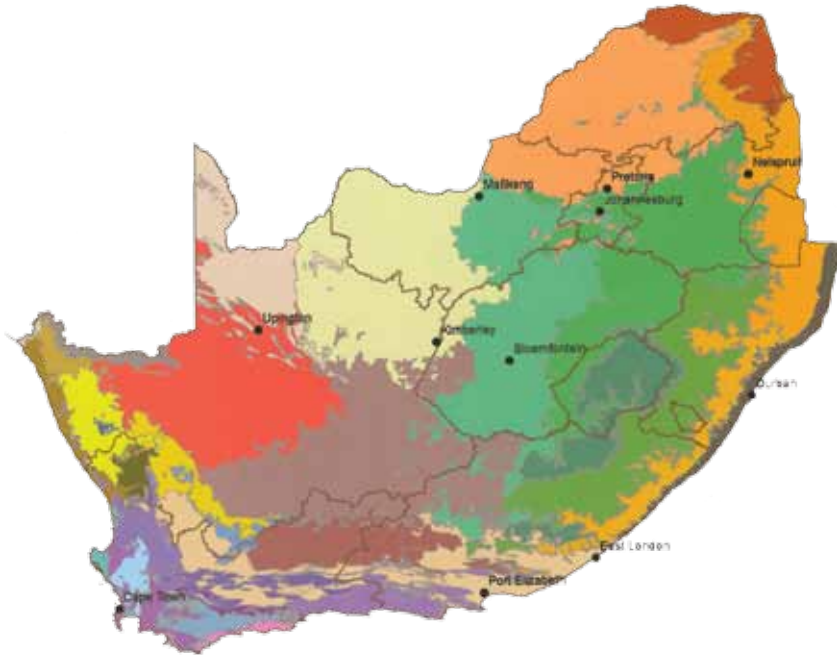 Nelspruit
Pretoria
Mafikeng
Johannesburg
Upington
Kimberley
Bloemfontein
Durban
East London
Port Elizabeth
Cape Town